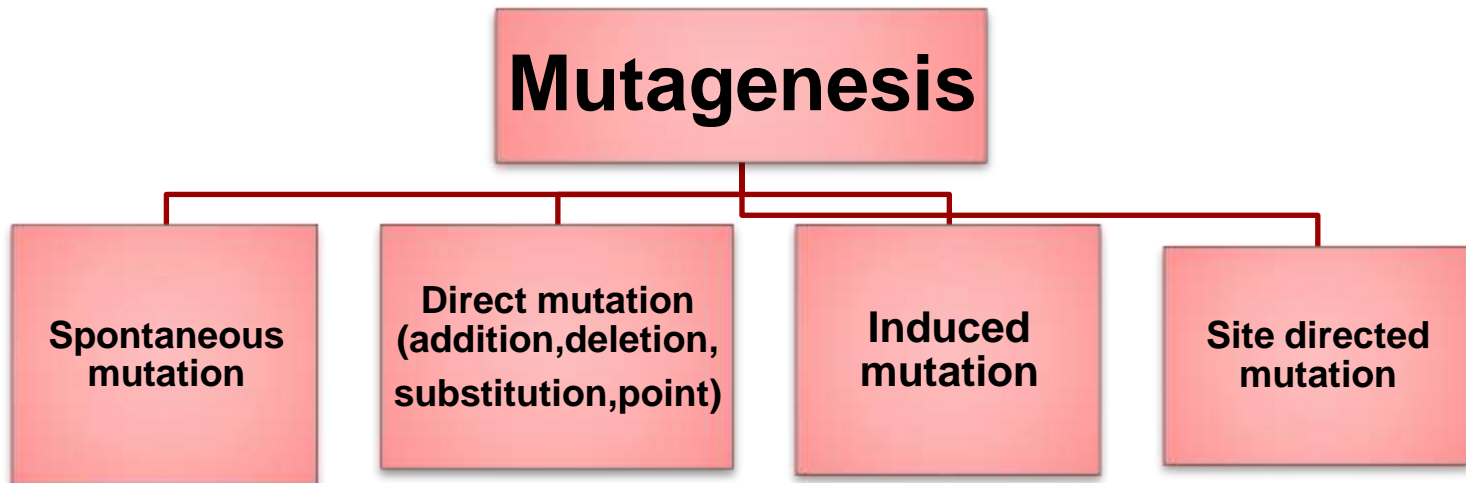 Mutagenesis
Spontaneous
mutation
Direct mutation
(addition,deletion,
substitution,point)
Induced
mutation
Site directed
mutation